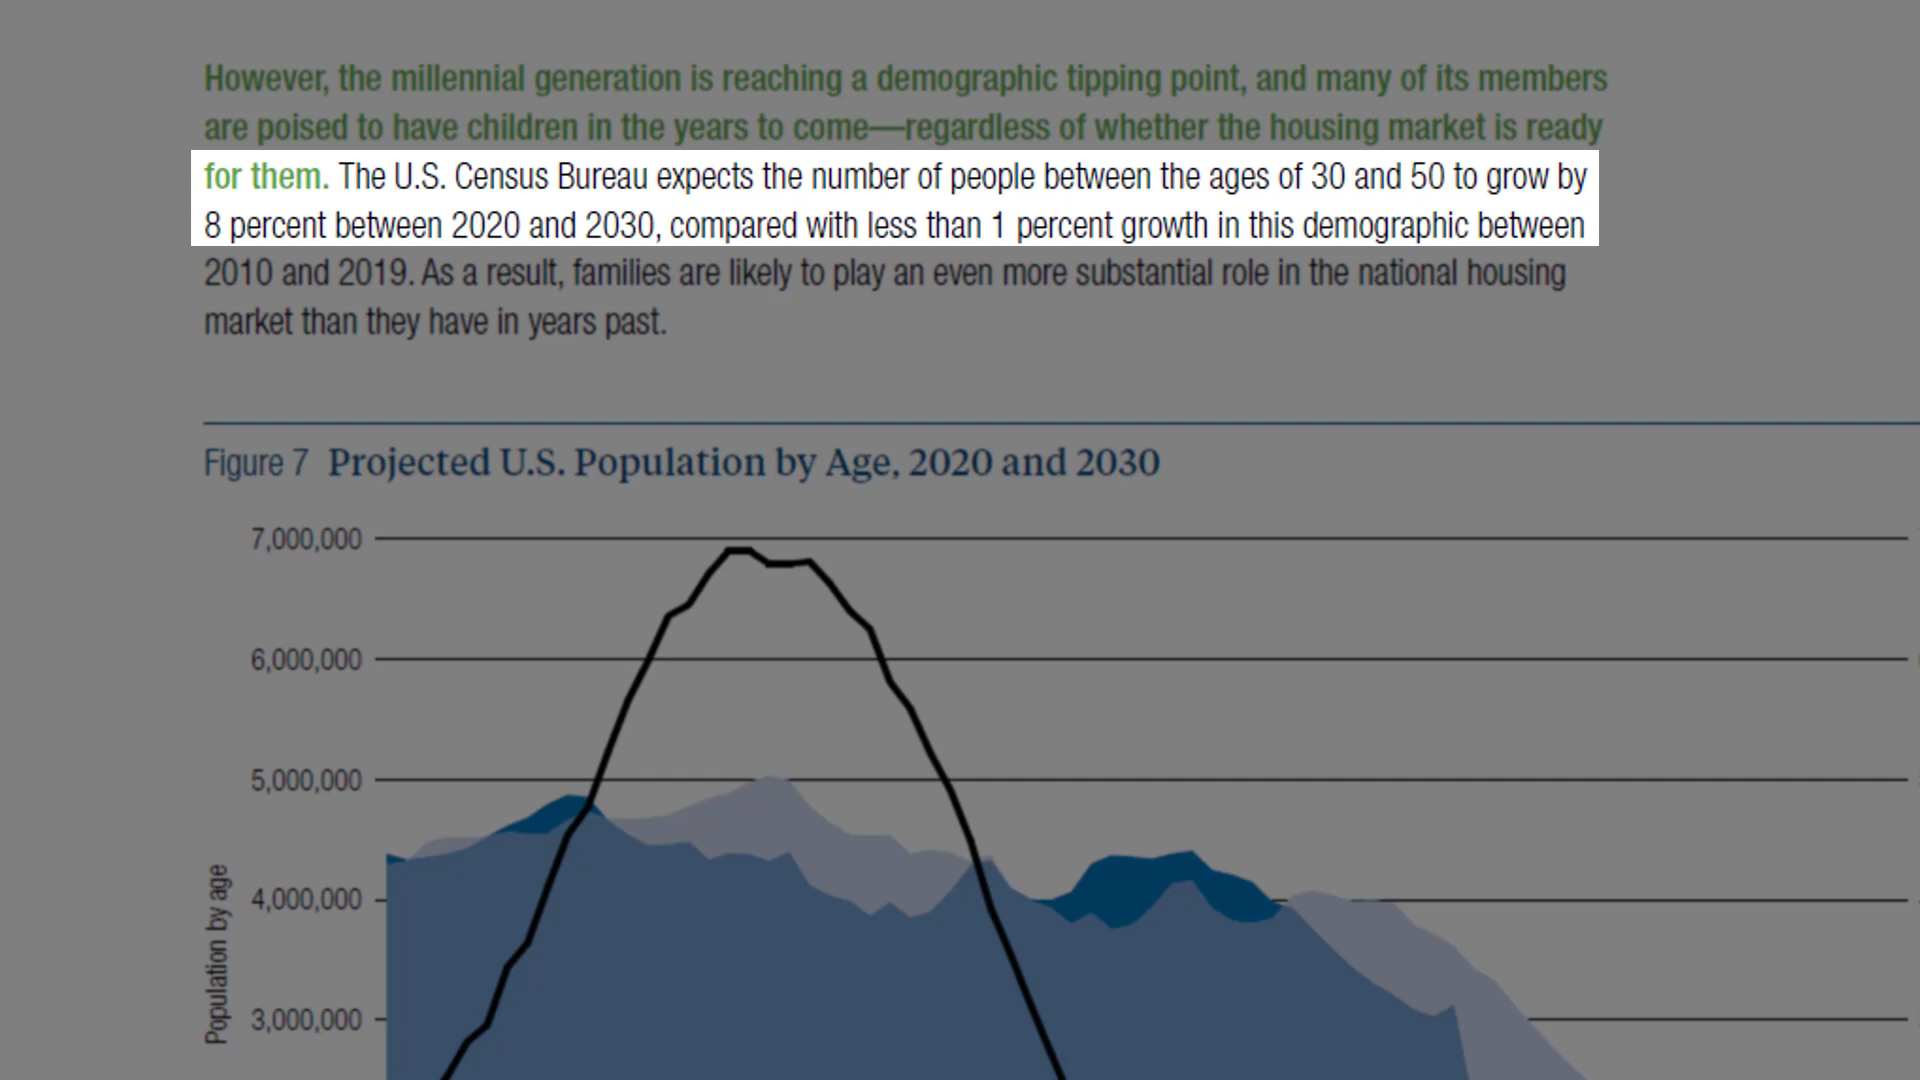 However, the millennial generation is reaching a demographic tipping point, and many of its members
are poised to have children in the years to come—regardless of whether the housing market is ready
for them. The U.S. Census Bureau expects the number of people between the ages of 30 and 50 to grow by
8 percent between 2020 and 2030, compared with less than 1 percent growth in this demographic between
2010 and 2019. As a result, families are likely to play an even more substantial role in the national housing
market than they have in years past.
Figure 7 Projected U.S. Population by Age, 2020 and 2030
7,000,000
6,000,000
5,000,000
4,000,000
3,000,000
Population by age